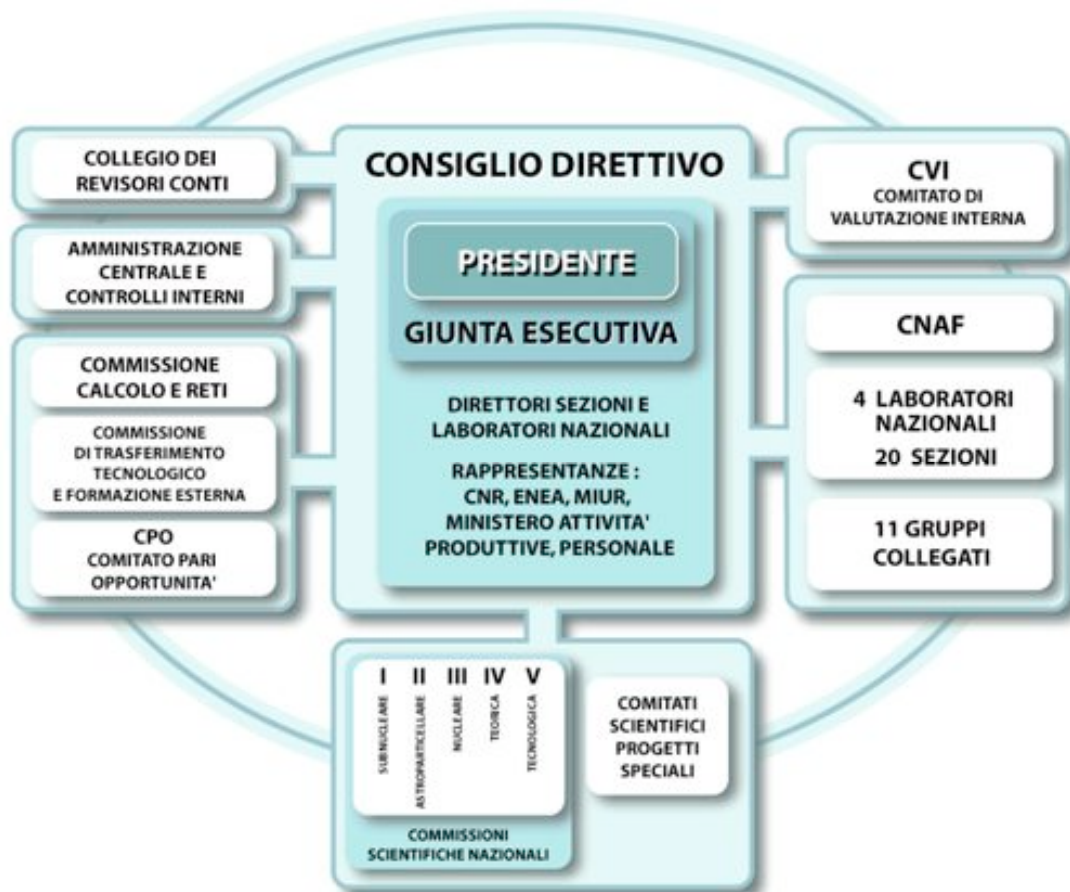 COLLEGIO DEI
REVISORI CONTI
AMMINISTRAZIONE
CENTRALE E
CONTROLLI INTERNI
COMMISSIONE
CALCOLO E RETI
COMMISSIONE
DI TRASFERIMENTO
TECNOLOGICO
E FORMAZIONE ESTERNA
CPO
COMITATO PARI
OPPORTUNITA'
CONSIGLIO DIRETTIVO
PRESIDENTE
GIUNTA ESECUTIVA
DIRETTORI SEZIONI E
LABORATORI NAZIONALI
RAPPRESENTANZE :
CNR, ENEA, MIUR,
MINISTERO ATTIVITA'
PRODUTTIVE, PERSONALE
CVI
COMITATO DI
VALUTAZIONE INTERNA
CNAF
4 LABORATORI
NAZIONALI
20 SEZIONI
11 GRUPPI
COLLEGATI
I
SUBNUCLEARE
II
ASTROPARTICELLARE
III
NUCLEARE
IV
TEORICA
V
TECNOLOGICA
COMMISSIONI
SCIENTIFICHE NAZIONALI
COMITATI
SCIENTIFICI
PROGETTI
SPECIALI